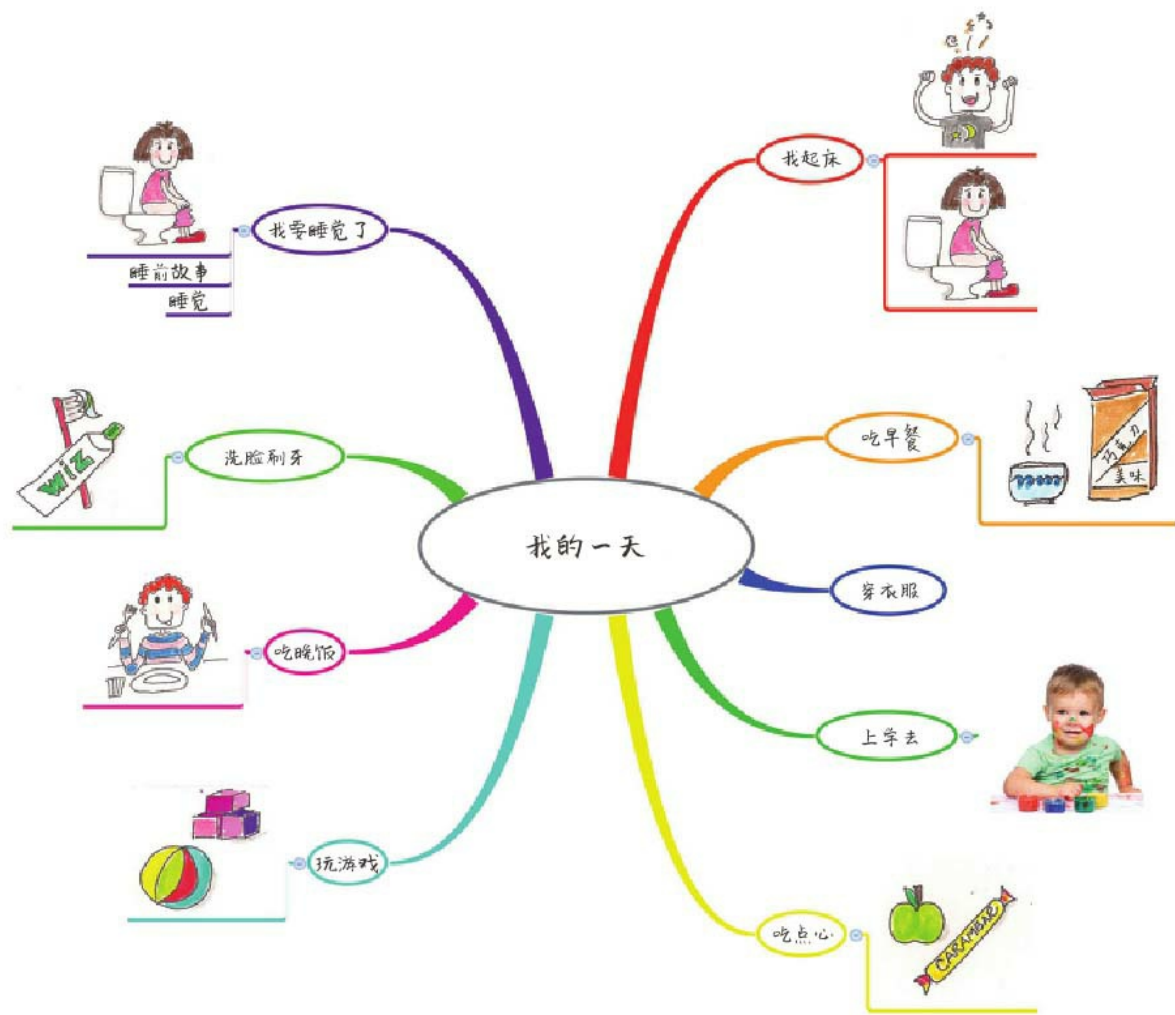 我的一天
我起床
吃早餐
巧克力
美味
穿衣服
上学去
吃点心
CARAMBAR
玩游戏
吃晚饭
洗脸刷牙
wiz
我要睡觉了
睡前故事
睡觉